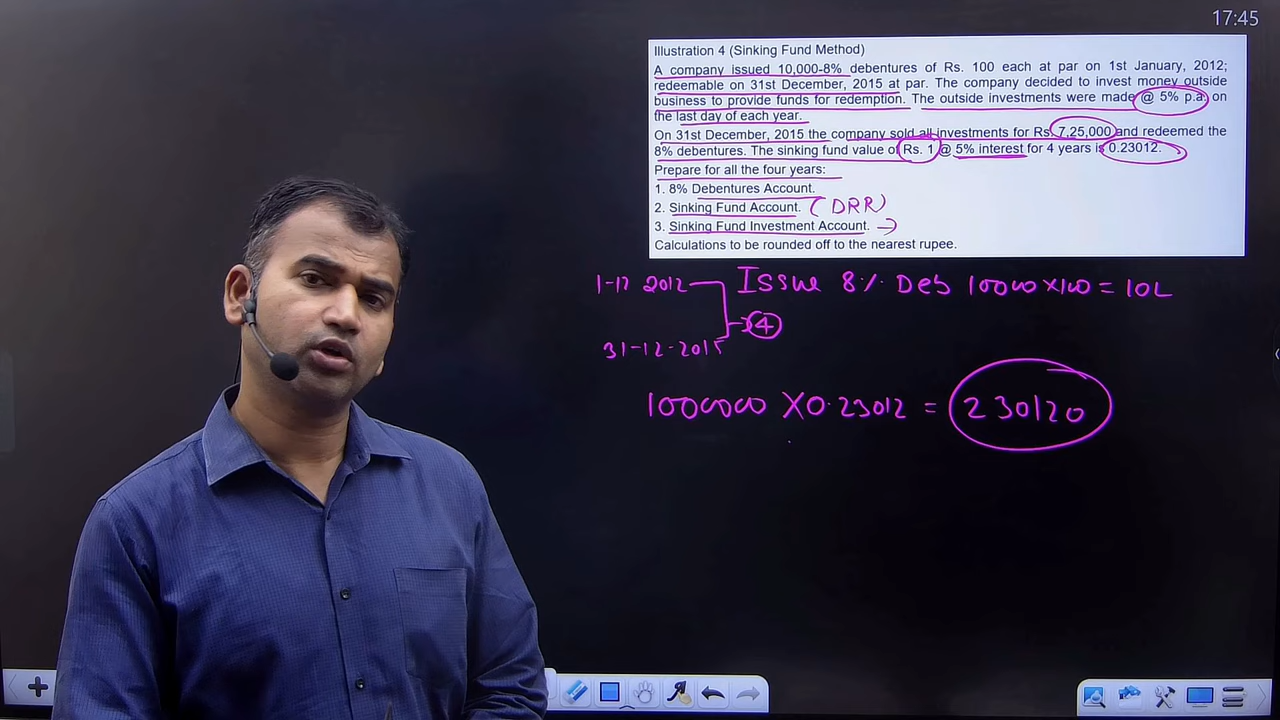 17:45
Illustration 4 (Sinking Fund Method)
A company issued 10,000-8% debentures of Rs. 100 each at par on 1st January, 2012;
redeemable on 31st December, 2015 at par. The company decided to invest money outside
business to provide funds for redemption. The outside investments were made @ 5% p.a. on
the last day of each year.
On 31st December, 2015 the company sold all investments for Rs. 7,25,000 and redeemed the
8% debentures. The sinking fund value of Rs. 1 @ 5% interest for 4 years is 0.23012.
Prepare for all the four years:
1. 8% Debentures Account.
2. Sinking Fund Account. (DRR)
3. Sinking Fund Investment Account. →
Calculations to be rounded off to the nearest rupee.
1-12 2012 Issue 8% Deb 10000×100 = 10L
4
31-12-2015
1000000 × 0.23012 = 230120